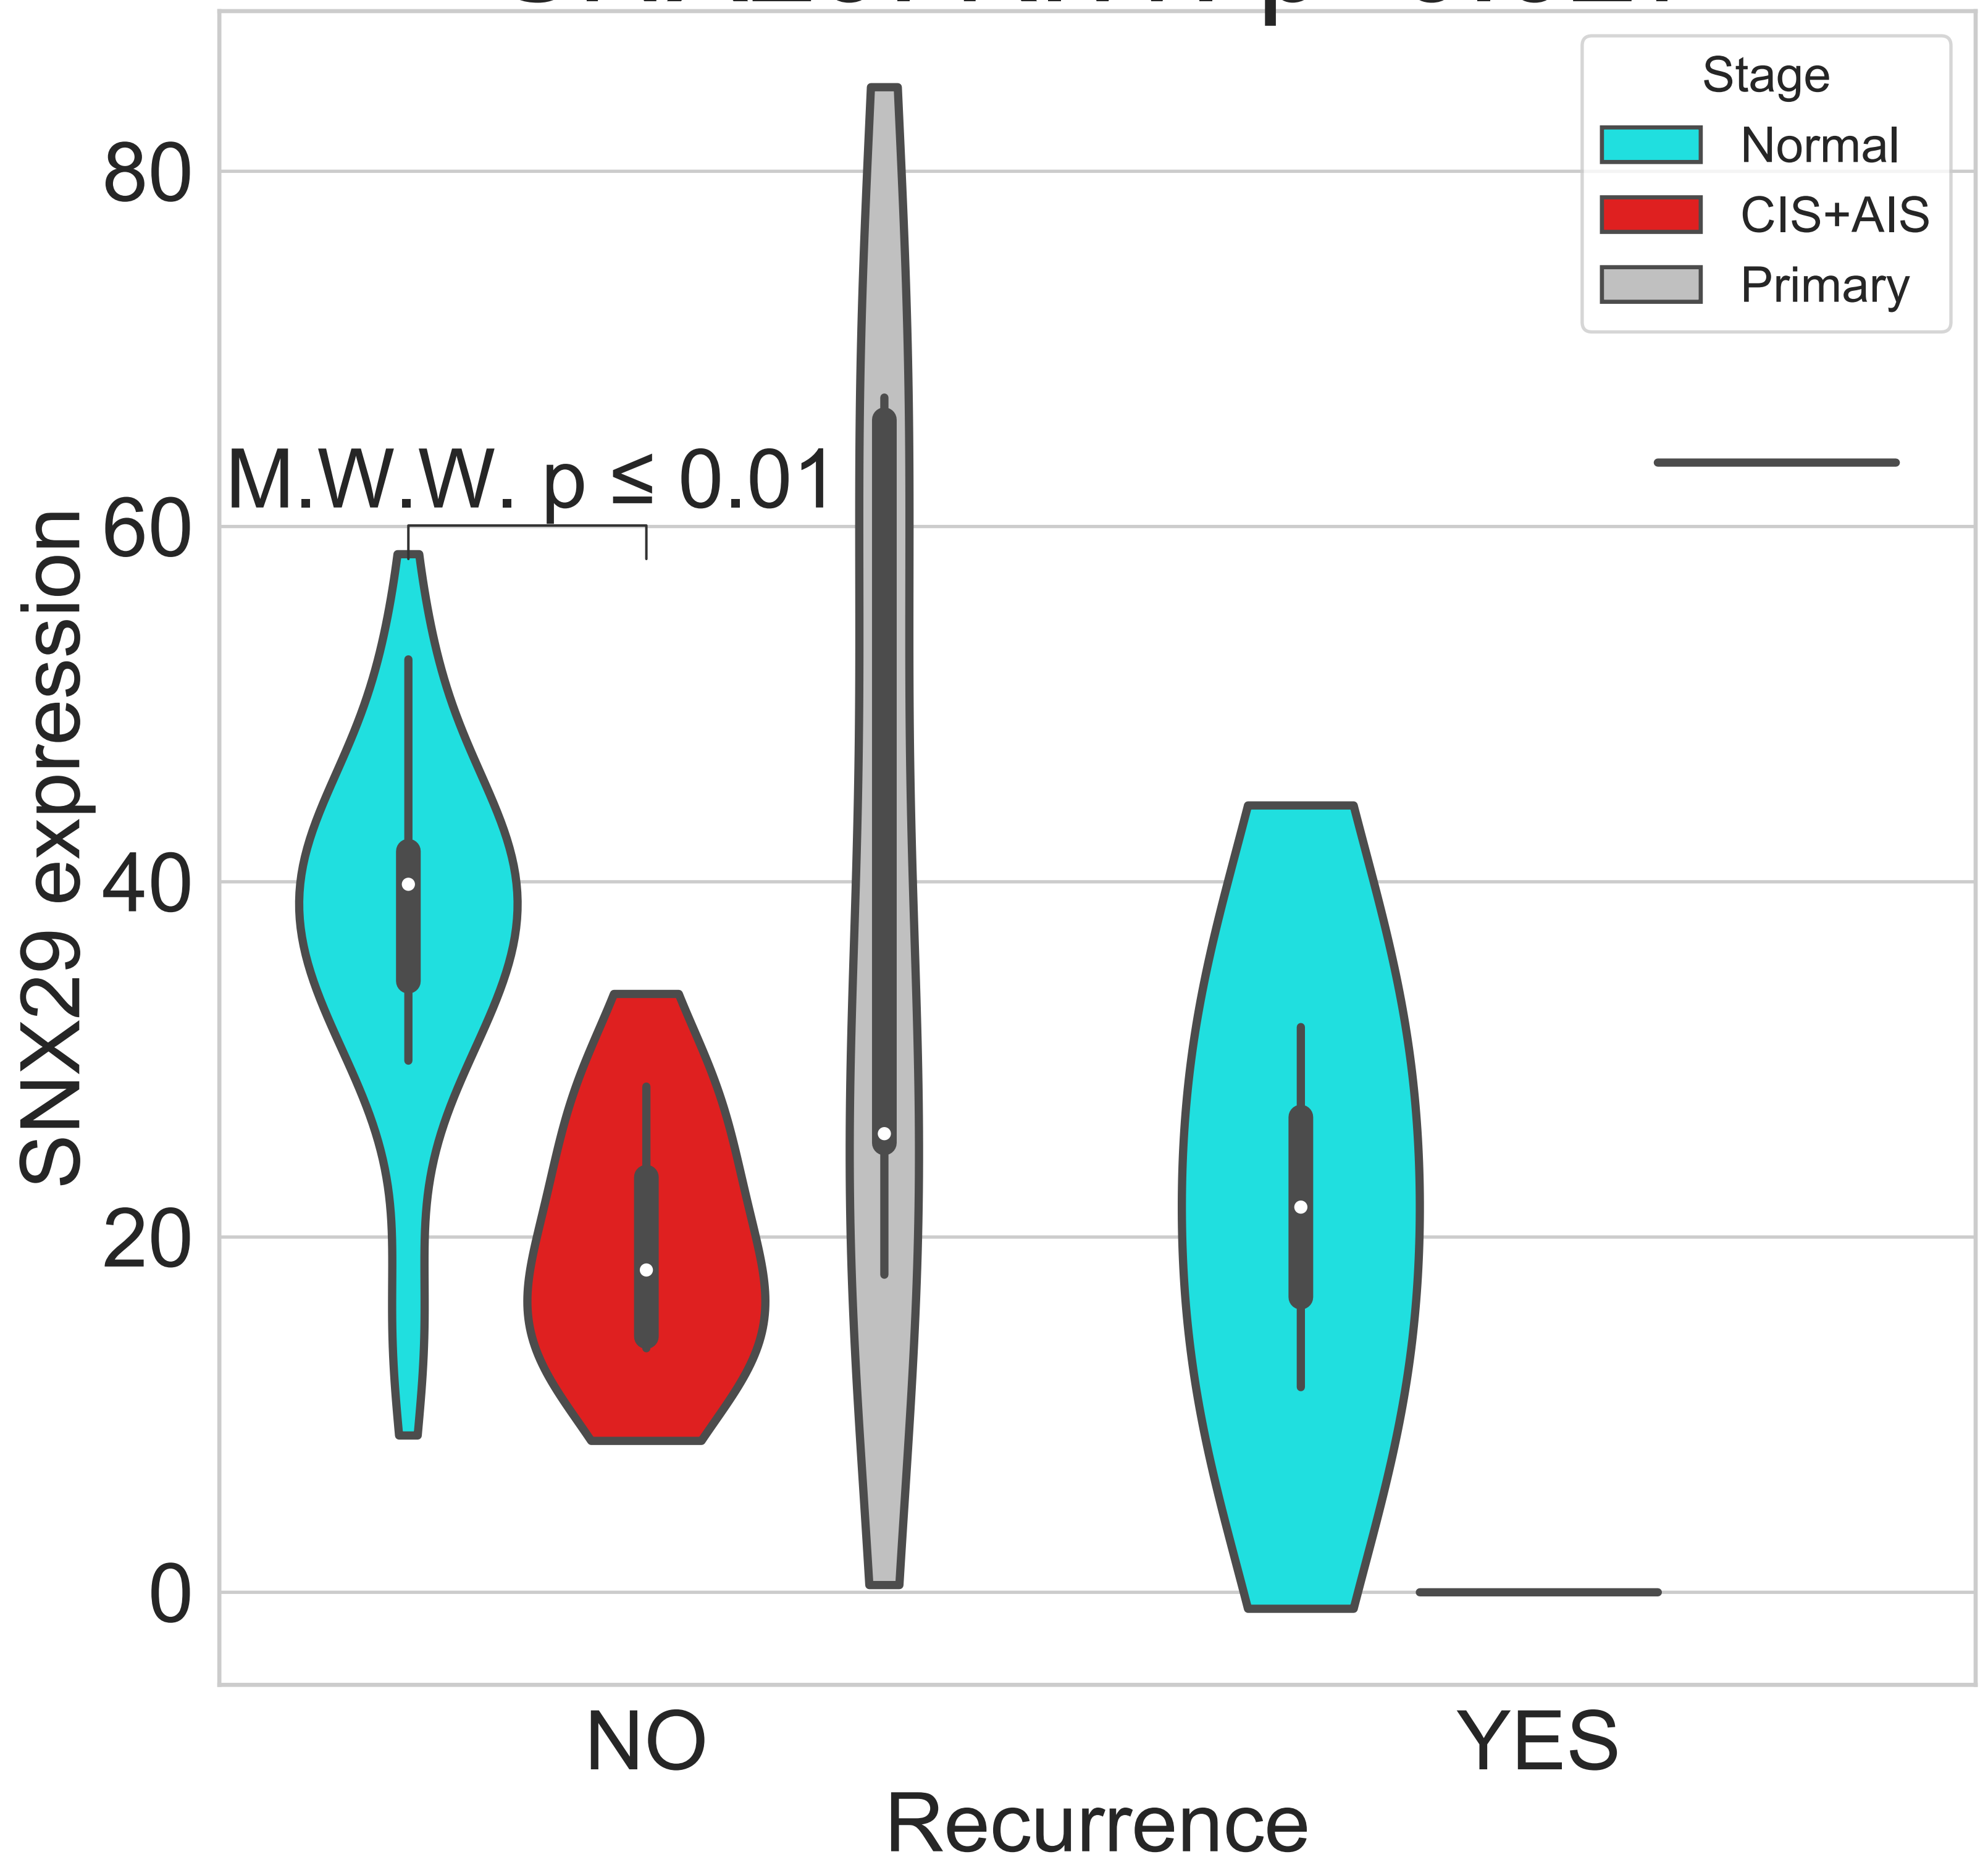 Stage
Normal
CIS+AIS
Primary
80
M.W.W. p ≤ 0.01
60
40
20
0
SNX29 expression
NO
YES
Recurrence